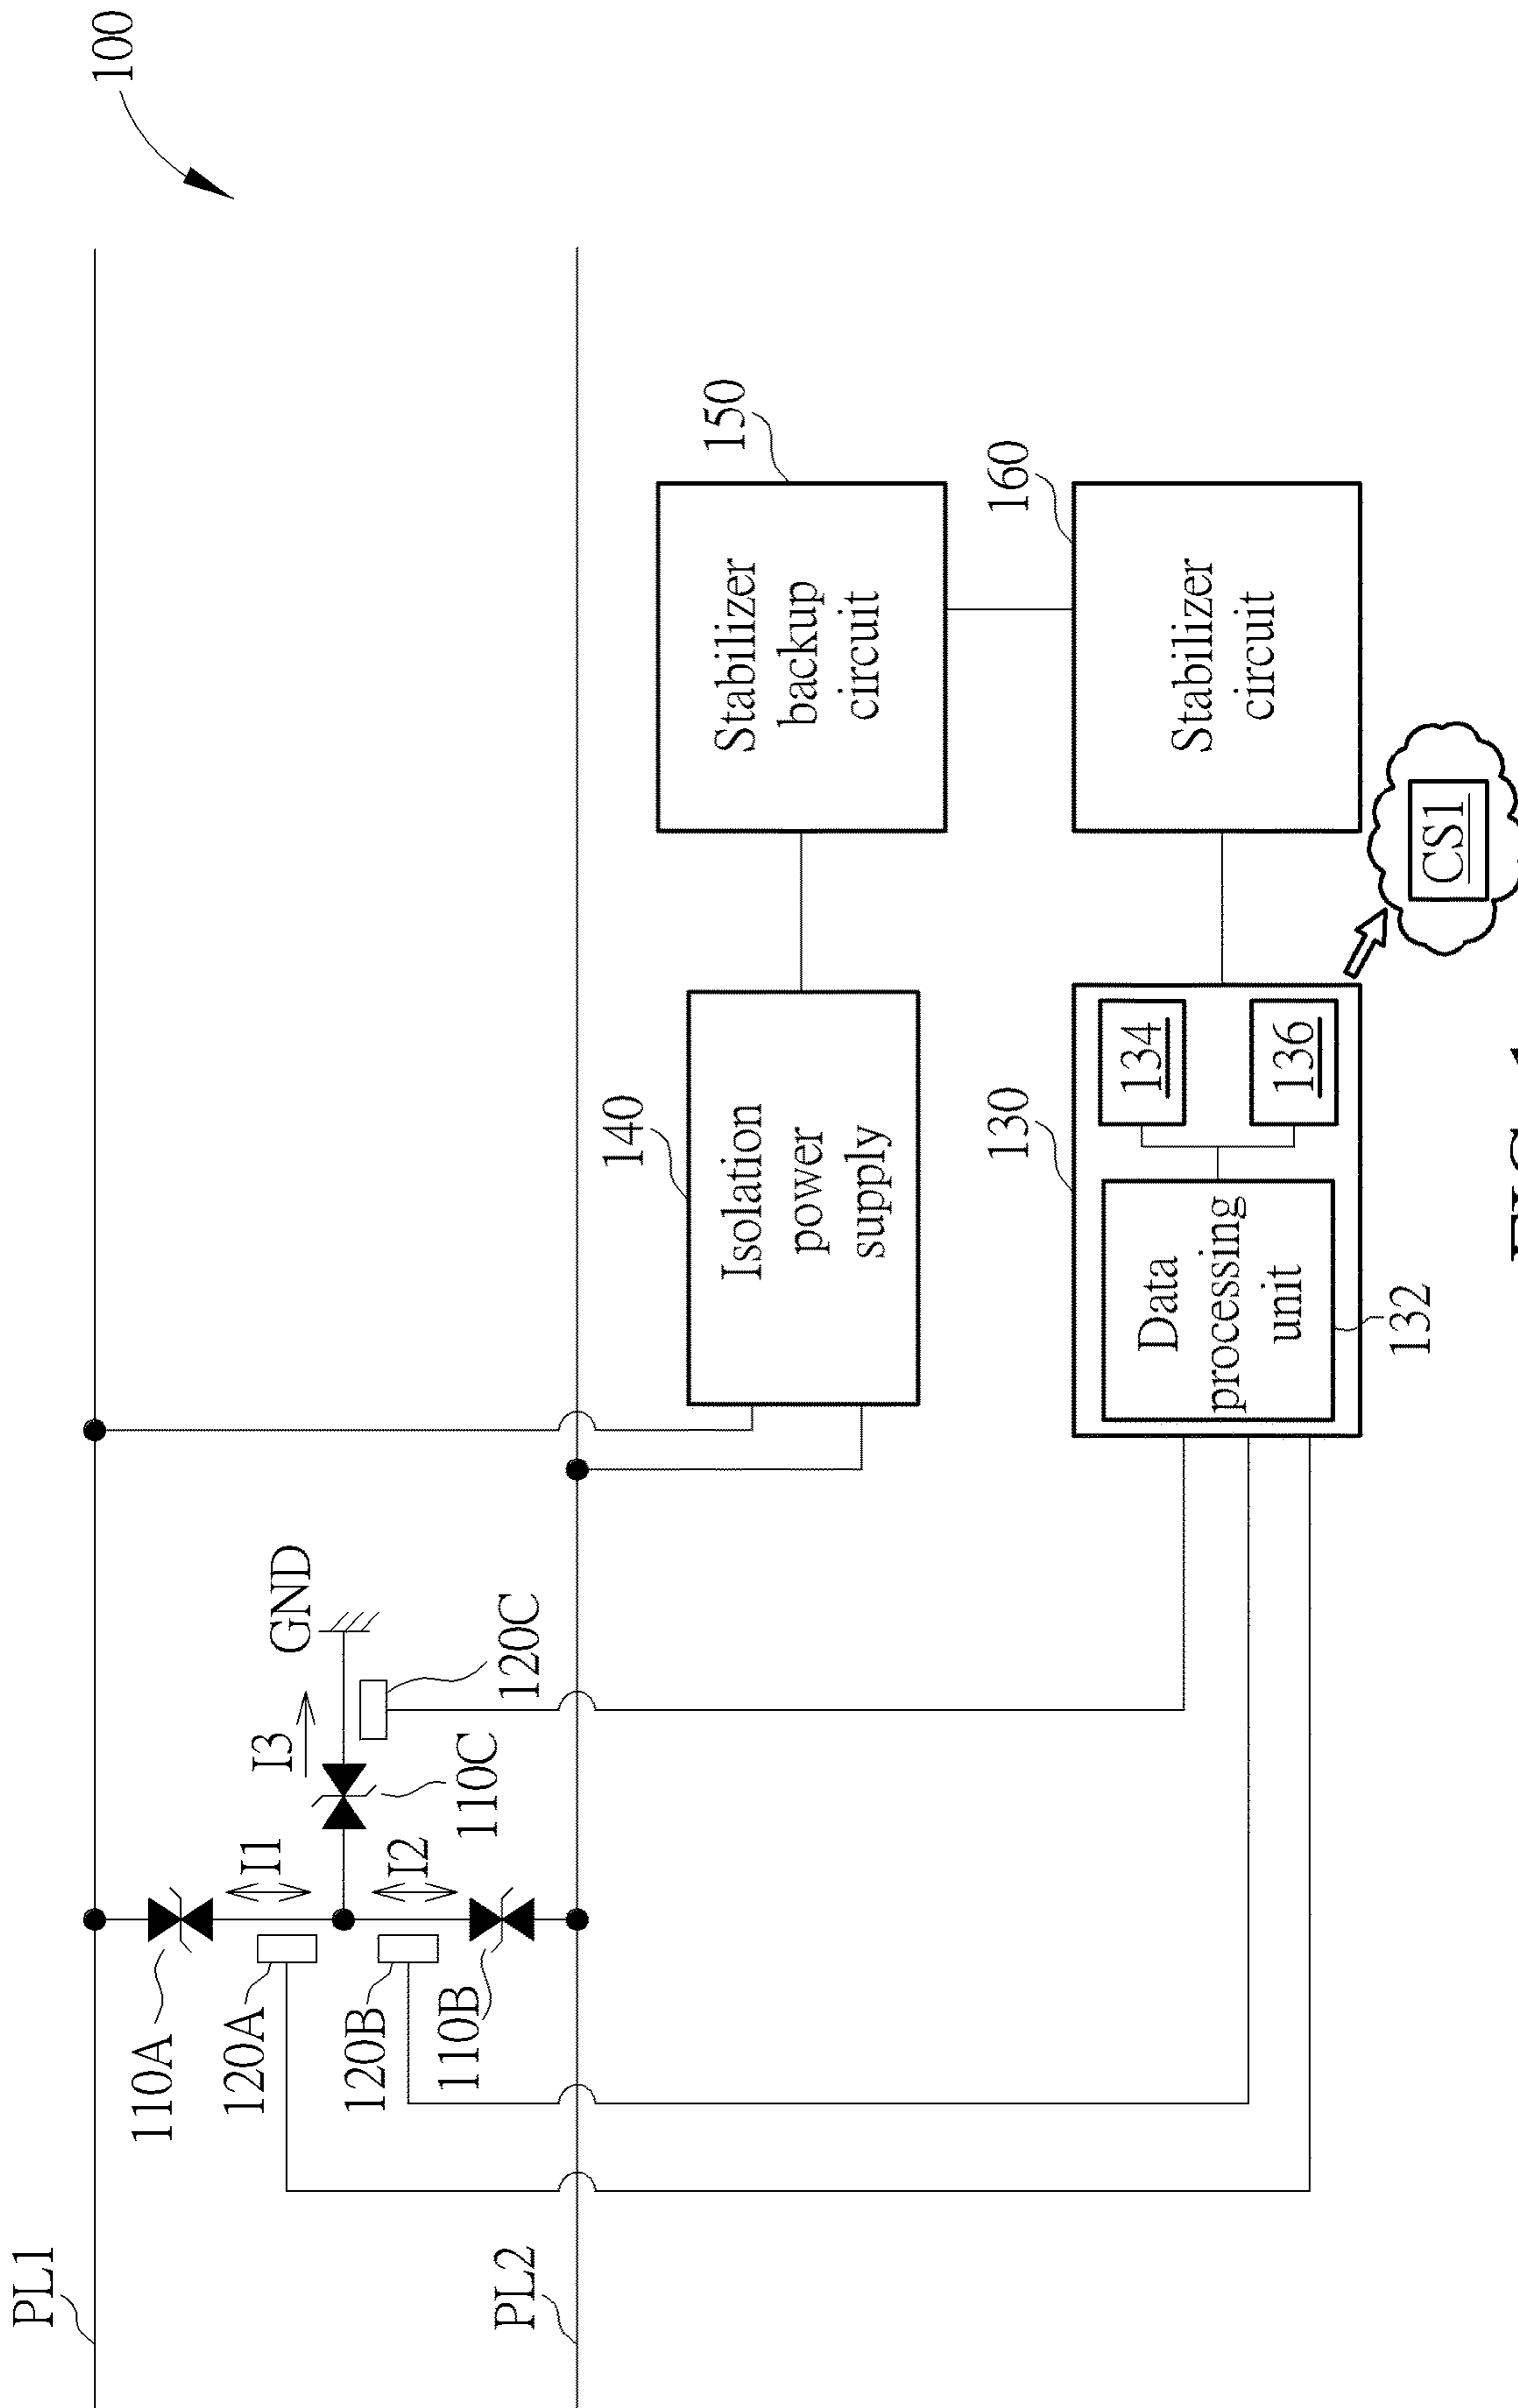 100
PL1
PL2
110A
120A
120B
110B
I1
I2
I3
110C
GND
120C
140
Isolation
power
supply
150
Stabilizer
backup
circuit
130
Data
processing
unit
132
134
136
160
Stabilizer
circuit
CS1